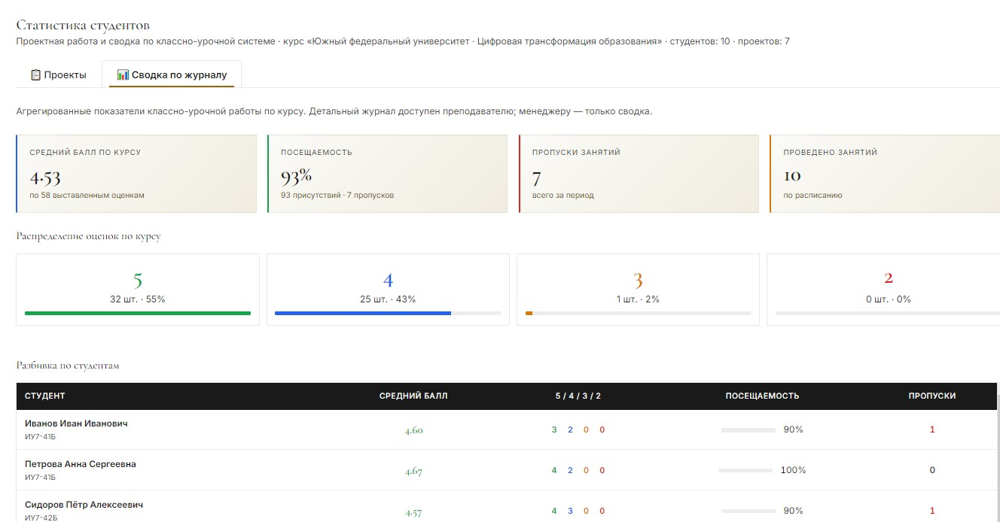 Статистика студентов
Проектная работа и сводка по классно-урочной системе · курс «Южный федеральный университет · Цифровая трансформация образования» · студентов: 10 · проектов: 7
Проекты
Сводка по журналу
Агрегированные показатели классно-урочной работы по курсу. Детальный журнал доступен преподавателю; менеджеру — только сводка.
СРЕДНИЙ БАЛЛ ПО КУРСУ
4.53
по 58 выставленным оценкам
ПОСЕЩАЕМОСТЬ
93%
93 присутствий · 7 пропусков
ПРОПУСКИ ЗАНЯТИЙ
7
всего за период
ПРОВЕДЕНО ЗАНЯТИЙ
10
по расписанию
Распределение оценок по курсу
5
32 шт. · 55%
4
25 шт. · 43%
3
1 шт. · 2%
2
0 шт. · 0%
Разбивка по студентам
СТУДЕНТ СРЕДНИЙ БАЛЛ 5 / 4 / 3 / 2 ПОСЕЩАЕМОСТЬ ПРОПУСКИ
Иванов Иван Иванович
ИУ7-41Б
4.60 3 2 0 0 90% 1
Петрова Анна Сергеевна
ИУ7-41Б
4.67 4 2 0 0 100% 0
Сидоров Пётр Алексеевич
ИУ7-42Б
4.57 4 3 0 0 90% 1